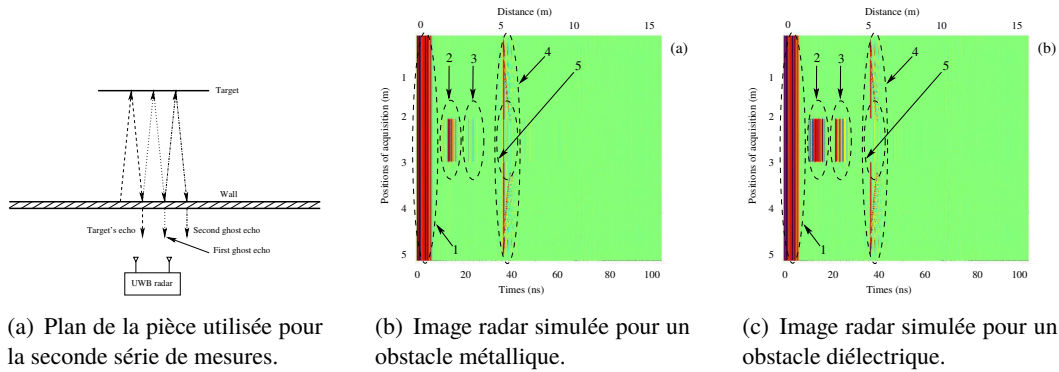 Target
Wall
Target's echo
Second ghost echo
First ghost echo
UWB radar
(a) Plan de la pièce utilisée pour
la seconde série de mesures.
Distance (m)
0 5 10 15
(a)
Positions of acquisition (m)
1
2
3
4
5
2 3 4
5
1
0 20 40 60 80 100
Times (ns)
(b) Image radar simulée pour un
obstacle métallique.
Distance (m)
0 5 10 15
(b)
Positions of acquisition (m)
1
2
3
4
5
2 3 4
5
1
0 20 40 60 80 100
Times (ns)
(c) Image radar simulée pour un
obstacle diélectrique.